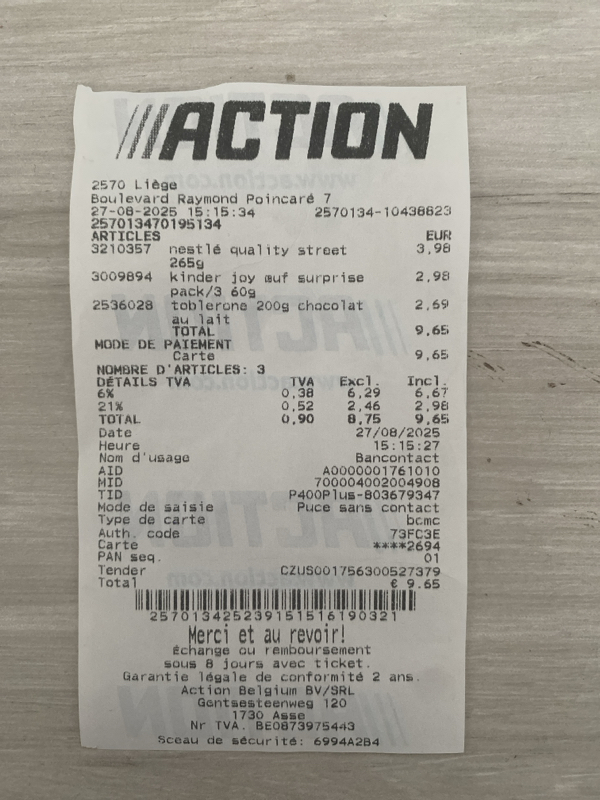 ACTION
2570 Liège
Boulevard Raymond Poincaré 7
27-08-2025 15:15:34 2570134-10438623
257013470195134
ARTICLES EUR
3210357 nestlé quality street 3,98
265g
3009894 kinder joy œuf surprise 2,98
pack/3 60g
2536028 toblerone 200g chocolat 2,69
au lait
TOTAL 9,65
MODE DE PAIEMENT
Carte 9,65
NOMBRE D'ARTICLES: 3
DÉTAILS TVA TVA Excl. Incl.
6% 0,38 6,29 6,67
21% 0,52 2,46 2,98
TOTAL 0,90 8,75 9,65
Date 27/08/2025
Heure 15:15:27
Nom d'usage Bancontact
AID A0000001761010
MID 700004002004908
TID P400Plus-803679347
Mode de saisie Puce sans contact
Type de carte bcmc
Auth. code 73FC3E
Carte ****2694
PAN seq. 01
Tender CZUS001756300527379
Total € 9.65
257013425239151516190321
Merci et au revoir!
Échange ou remboursement
sous 8 jours avec ticket.
Garantie légale de conformité 2 ans.
Action Belgium BV/SRL
Gentsesteenweg 120
1730 Asse
Nr TVA. BE0873975443
Sceau de sécurité: 6994A2B4